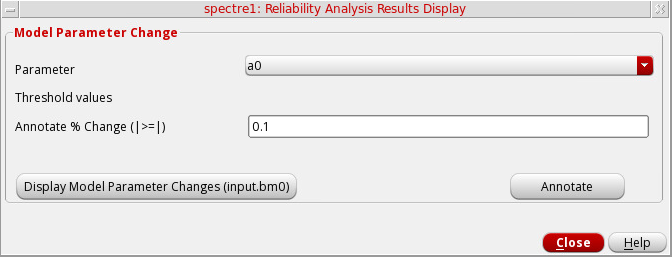 spectre1: Reliability Analysis Results Display
Model Parameter Change
Parameter a0
Threshold values
Annotate % Change (|>=|) 0.1
Display Model Parameter Changes (input.bm0) Annotate
Close Help